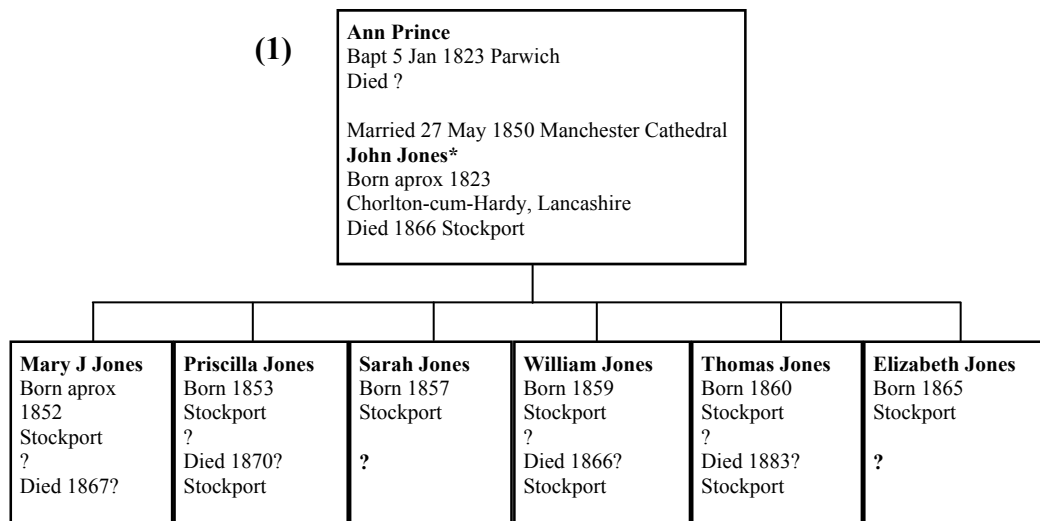 (1)
Ann Prince
Bapt 5 Jan 1823 Parwich
Died ?
Married 27 May 1850 Manchester Cathedral
John Jones*
Born aprox 1823
Chorlton-cum-Hardy, Lancashire
Died 1866 Stockport
Mary J Jones
Born aprox
1852
Stockport
?
Died 1867?
Priscilla Jones
Born 1853
Stockport
?
Died 1870?
Stockport
Sarah Jones
Born 1857
Stockport
?
William Jones
Born 1859
Stockport
?
Died 1866?
Stockport
Thomas Jones
Born 1860
Stockport
?
Died 1883?
Stockport
Elizabeth Jones
Born 1865
Stockport
?